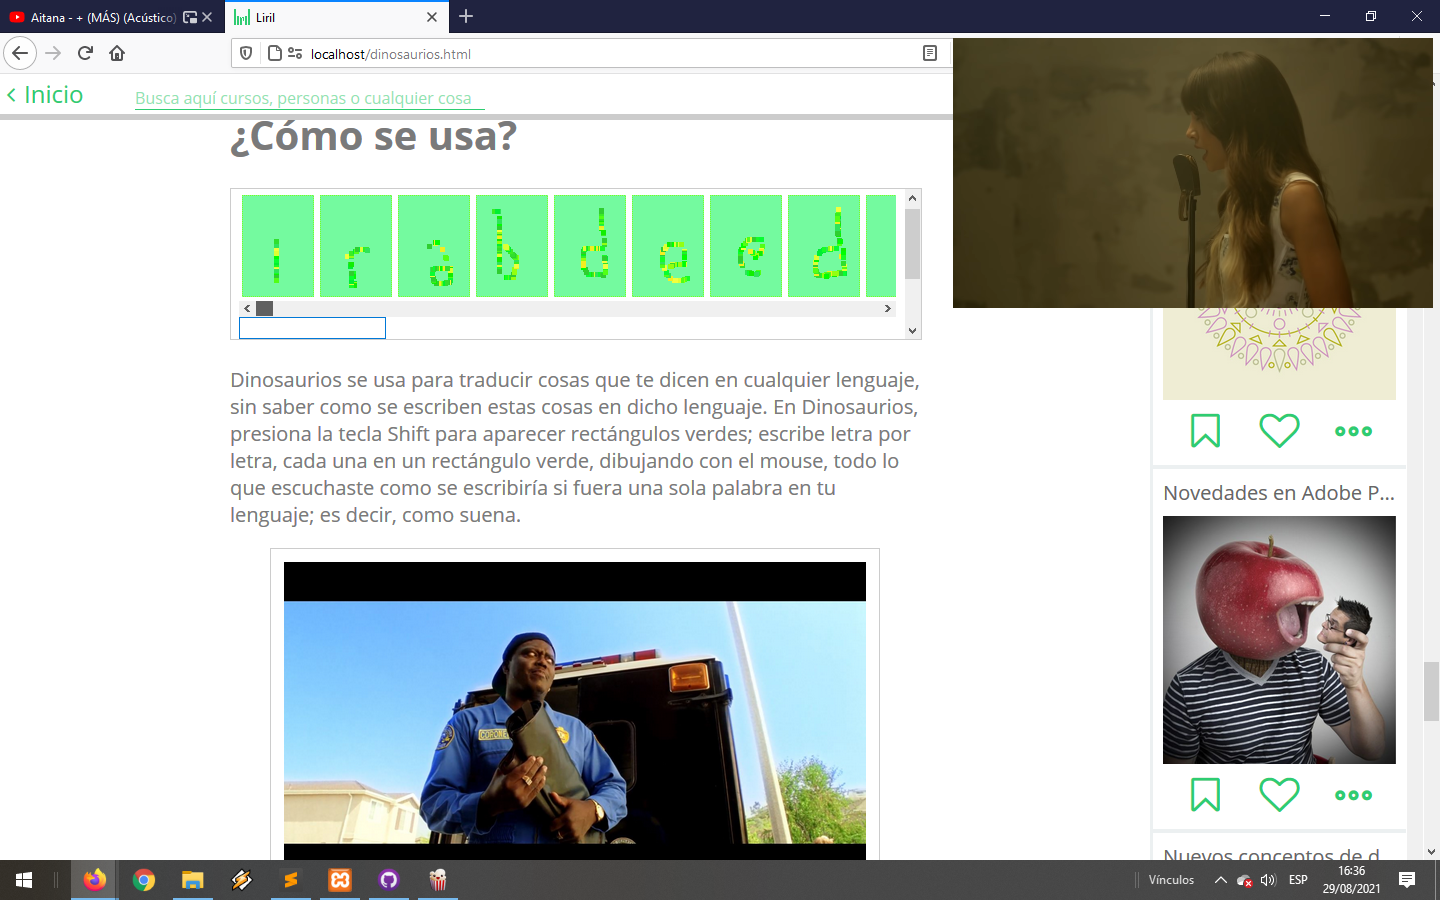 Aitana - + (MÁS) (Acústico)
Liril
localhost/dinosaurios.html
Inicio
Busca aquí cursos, personas o cualquier cosa
¿Cómo se usa?
l r a b d e e d
Dinosaurios se usa para traducir cosas que te dicen en cualquier lenguaje,
sin saber como se escriben estas cosas en dicho lenguaje. En Dinosaurios,
presiona la tecla Shift para aparecer rectángulos verdes; escribe letra por
letra, cada una en un rectángulo verde, dibujando con el mouse, todo lo
que escuchaste como se escribiría si fuera una sola palabra en tu
lenguaje; es decir, como suena.
Novedades en Adobe P...
Nuevos conceptos de d
Vínculos
ESP
16:36
29/08/2021